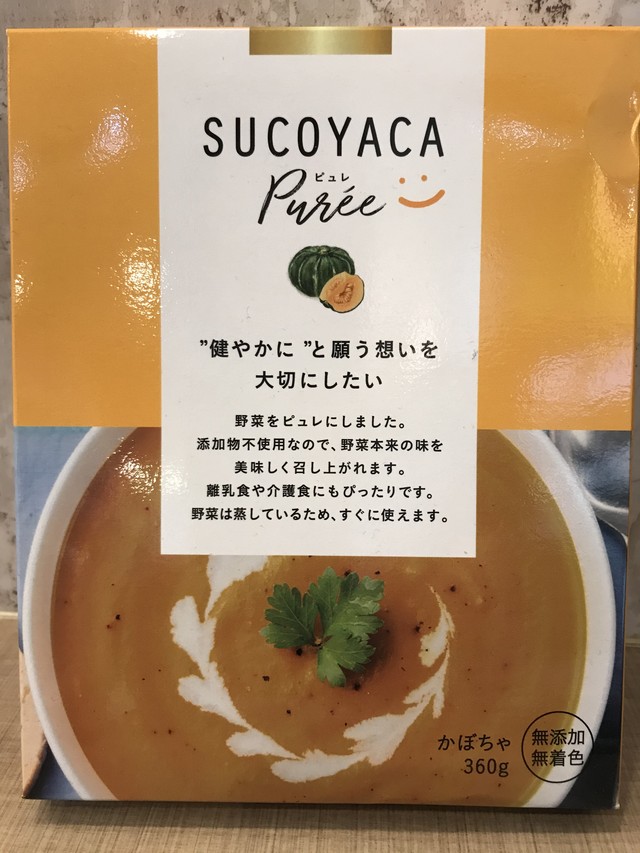 SUCOYACA
ピュレ
Purée
”健やかに ”と願う想いを
大切にしたい
野菜をピュレにしました。
添加物不使用なので、野菜本来の味を
美味しく召し上がれます。
離乳食や介護食にもぴったりです。
野菜は蒸しているため、すぐに使えます。
かぼちゃ
360g
無添加
無着色